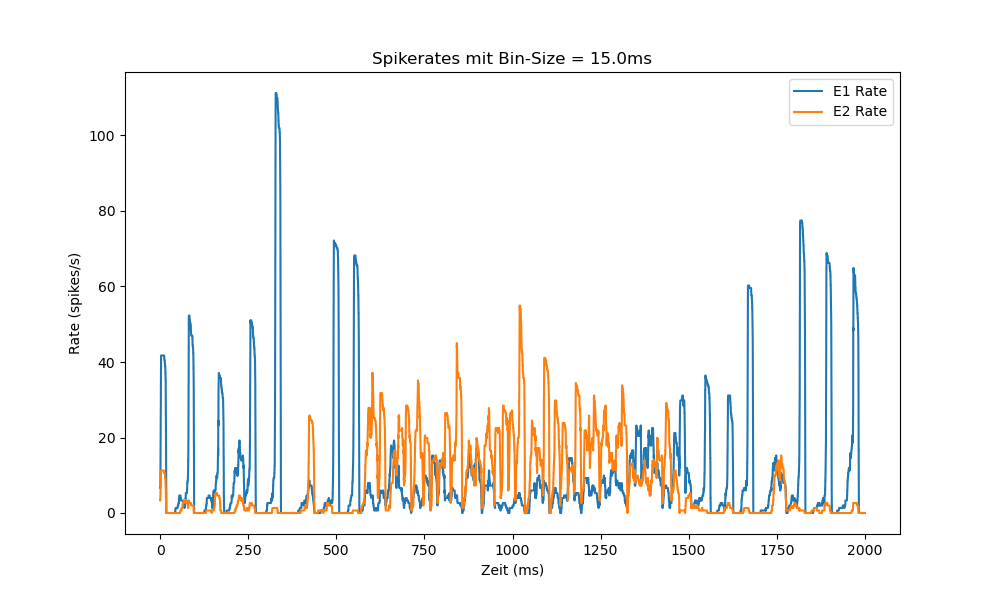 Spikerates mit Bin-Size = 15.0ms
E1 Rate
E2 Rate
100
80
60
40
20
0
Rate (spikes/s)
0 250 500 750 1000 1250 1500 1750 2000
Zeit (ms)